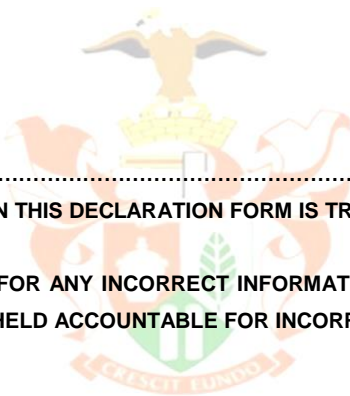 ........................................................
N THIS DECLARATION FORM IS TR
FOR ANY INCORRECT INFORMAT
HELD ACCOUNTABLE FOR INCORR
CRESCIT EUNDO